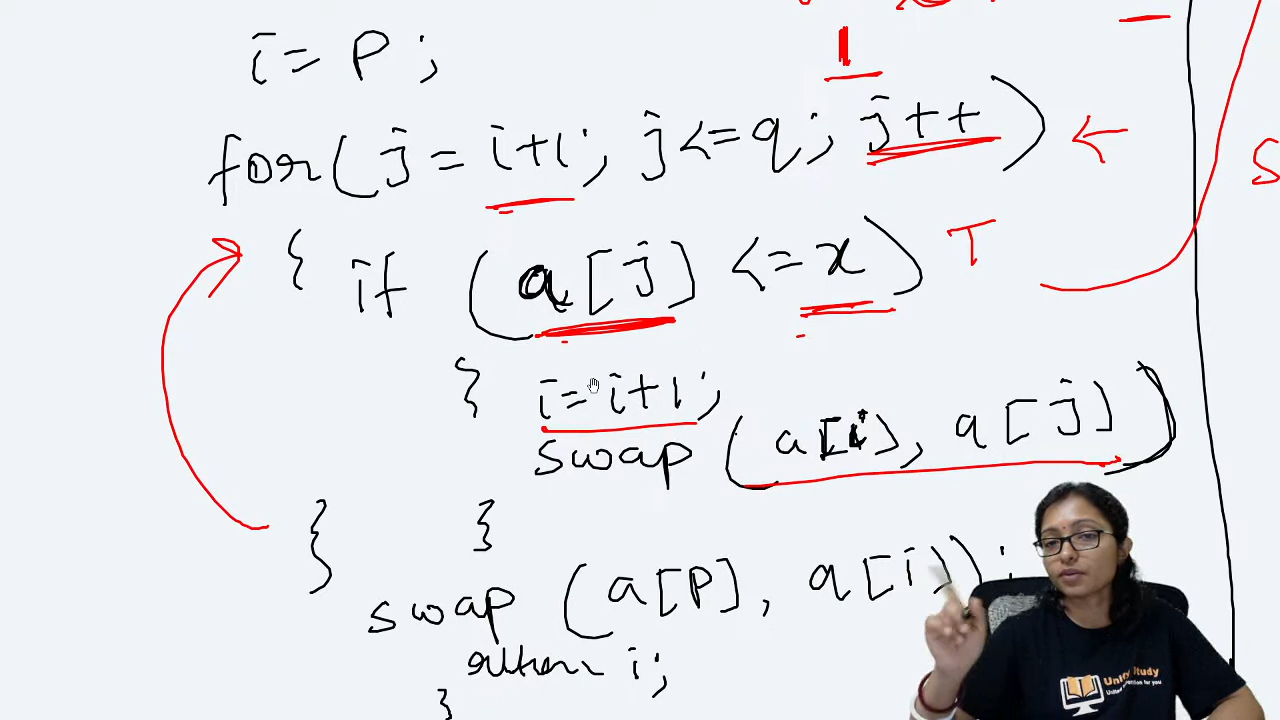 i = P;
1
for(j = i+1; j<=q; j++) ←
S
{ if (a[j] <= x) T
{ i=i+1;
swap (a[i], a[j])
}
}
swap (a[P], a[i]);
return i;
}